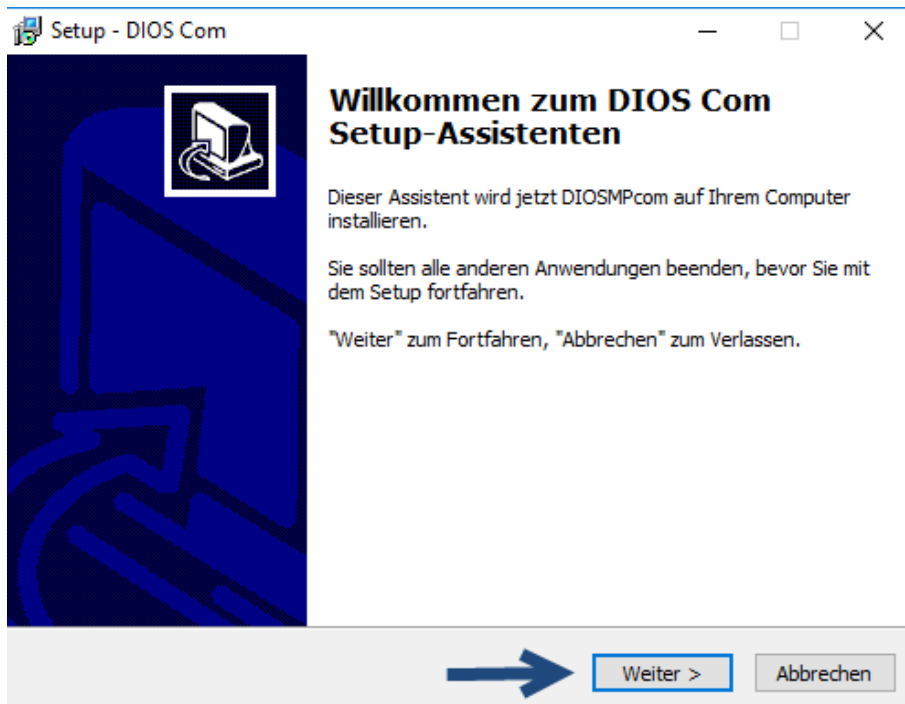 Setup - DIOS Com
Willkommen zum DIOS Com
Setup-Assistenten
Dieser Assistent wird jetzt DIOSMPcom auf Ihrem Computer
installieren.
Sie sollten alle anderen Anwendungen beenden, bevor Sie mit
dem Setup fortfahren.
"Weiter" zum Fortfahren, "Abbrechen" zum Verlassen.
Weiter >
Abbrechen